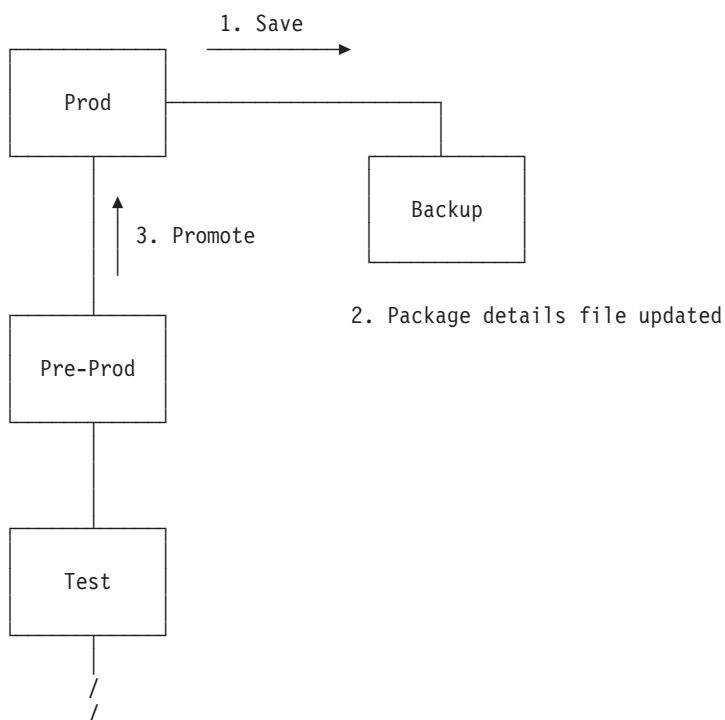 1. Save
Prod
Backup
3. Promote
2. Package details file updated
Pre-Prod
Test